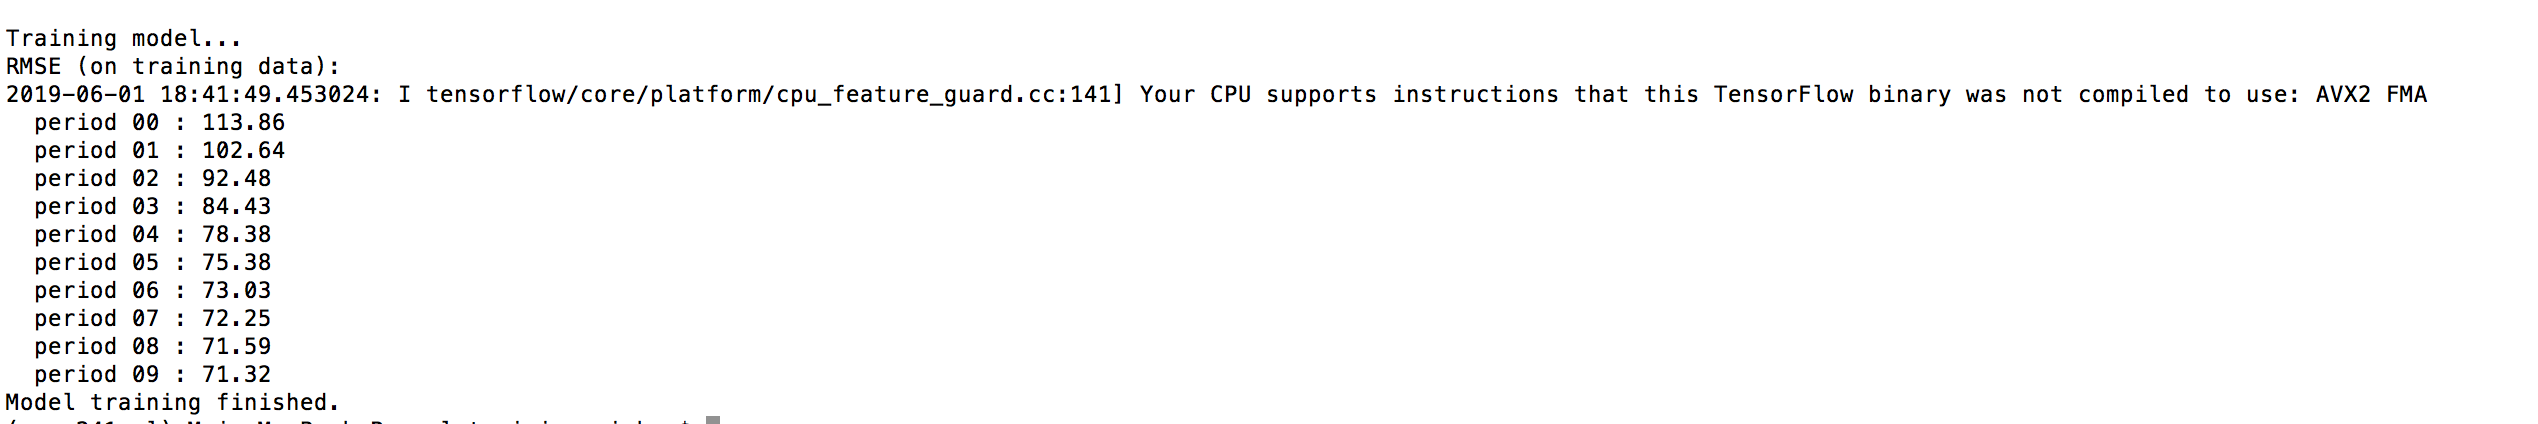 Training model...
RMSE (on training data):
2019-06-01 18:41:49.453024: I tensorflow/core/platform/cpu_feature_guard.cc:141] Your CPU supports instructions that this TensorFlow binary was not compiled to use: AVX2 FMA
  period 00 : 113.86
  period 01 : 102.64
  period 02 : 92.48
  period 03 : 84.43
  period 04 : 78.38
  period 05 : 75.38
  period 06 : 73.03
  period 07 : 72.25
  period 08 : 71.59
  period 09 : 71.32
Model training finished.